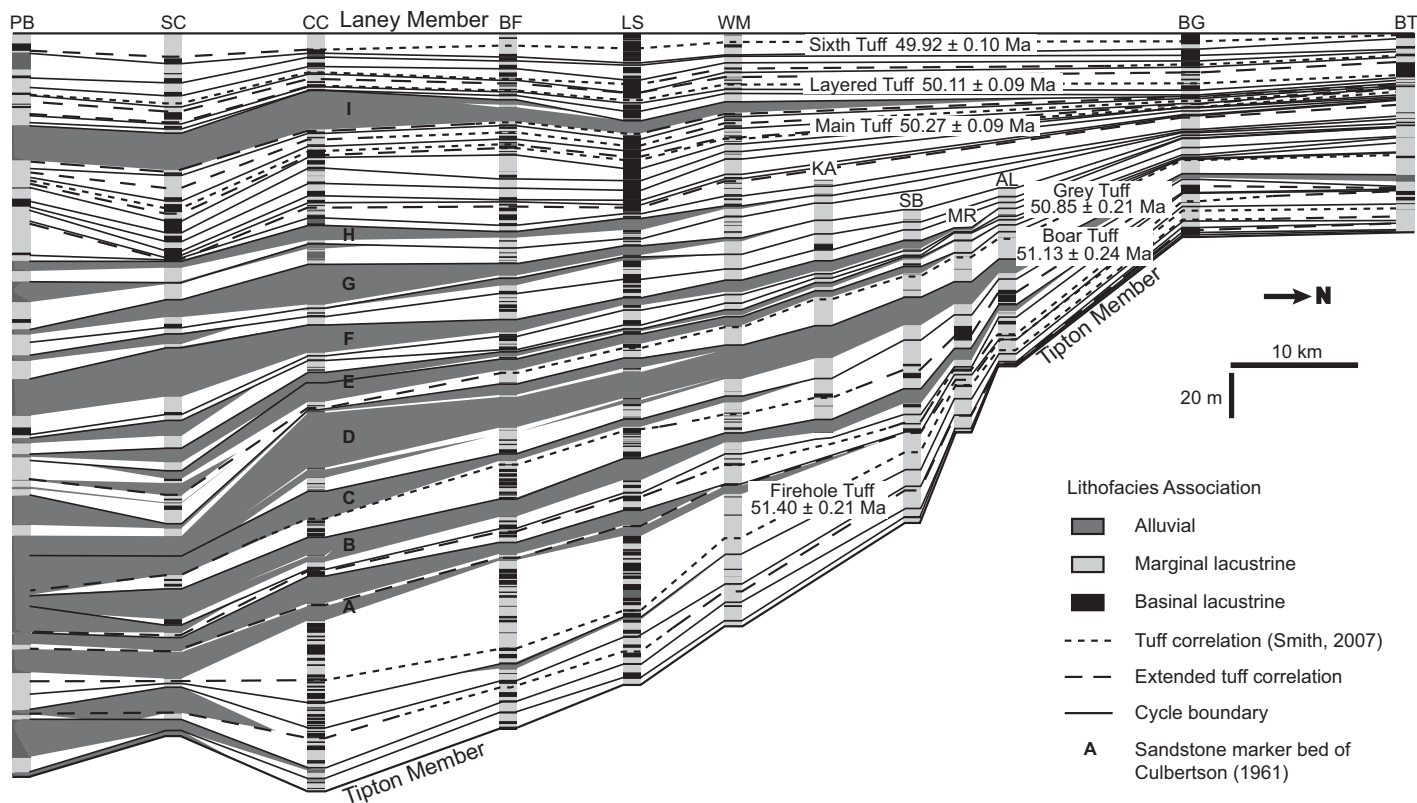 PB SC CC Laney Member BF LS WM BG BT
Sixth Tuff 49.92 ± 0.10 Ma
Layered Tuff 50.11 ± 0.09 Ma
I
Main Tuff 50.27 ± 0.09 Ma
KA
AL
SB
MR
Grey Tuff
50.85 ± 0.21 Ma
Boar Tuff
51.13 ± 0.24 Ma
H
G
F
E
D
C
B
A
Firehole Tuff
51.40 ± 0.21 Ma
Tipton Member
Tipton Member
N
10 km
20 m
Lithofacies Association
Alluvial
Marginal lacustrine
Basinal lacustrine
Tuff correlation (Smith, 2007)
Extended tuff correlation
Cycle boundary
A Sandstone marker bed of
Culbertson (1961)